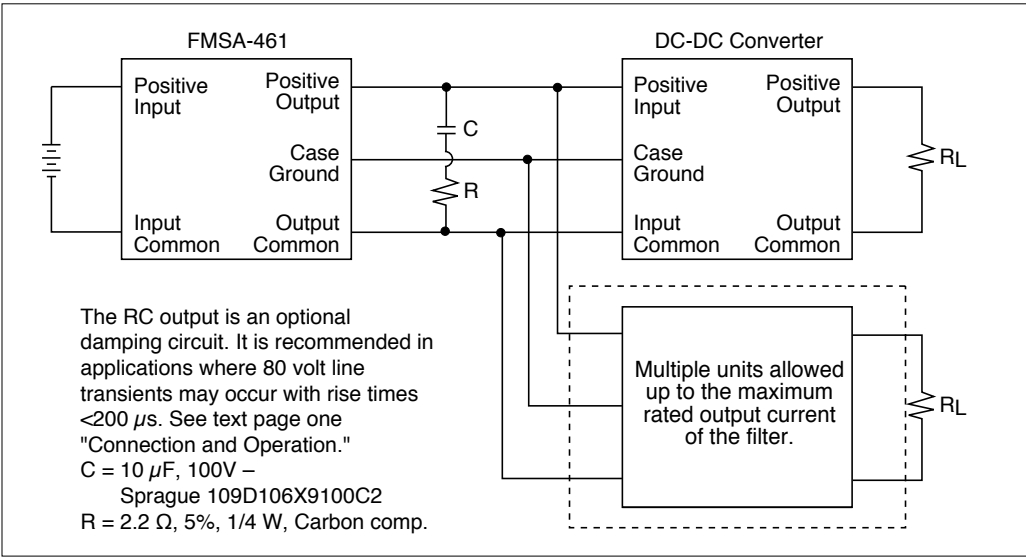 FMSA-461
DC-DC Converter
Positive
Input
Positive
Output
Case
Ground
Input
Common
Output
Common
C
R
Positive
Input
Positive
Output
Case
Ground
Input
Common
Output
Common
RL
The RC output is an optional
damping circuit. It is recommended in
applications where 80 volt line
transients may occur with rise times
<200 µs. See text page one
"Connection and Operation."
C = 10 µF, 100V –
Sprague 109D106X9100C2
R = 2.2 Ω, 5%, 1/4 W, Carbon comp.
Multiple units allowed
up to the maximum
rated output current
of the filter.
RL